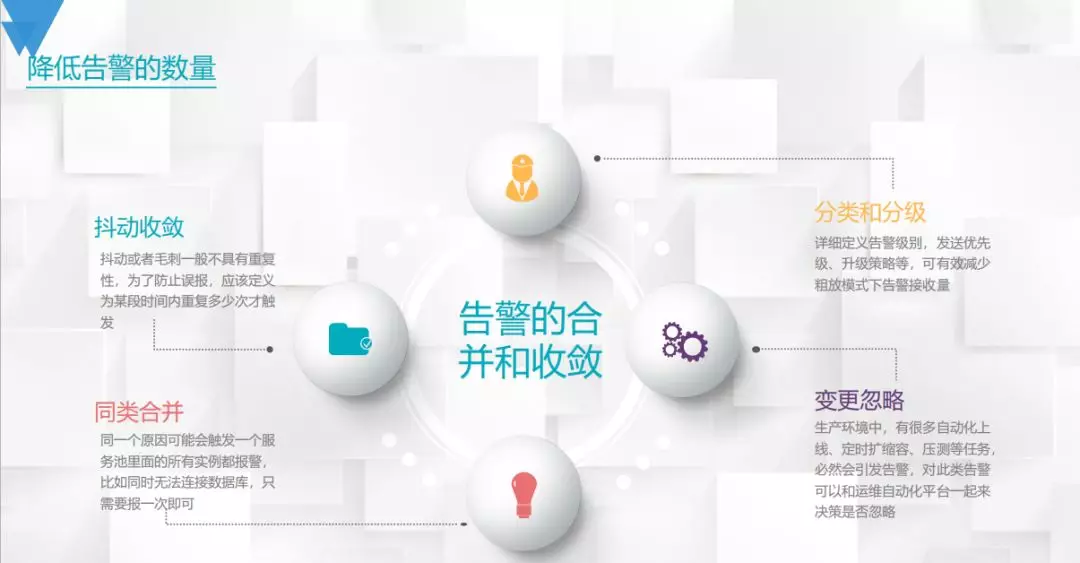 降低告警的数量
抖动收敛
抖动或者毛刺一般不具有重复
性，为了防止误报，应该定义
为某段时间内重复多少次才触
发
同类合并
同一个原因可能会触发一个服
务池里面的所有实例都报警，
比如同时无法连接数据库，只
需要报一次即可
告警的合
并和收敛
分类和分级
详细定义告警级别，发送优先
级、升级策略等，可有效减少
粗放模式下告警接收量
变更忽略
生产环境中，有很多自动化上
线、定时扩缩容、压测等任务，
必然会引发告警，对此类告警
可以和运维自动化平台一起来
决策是否忽略